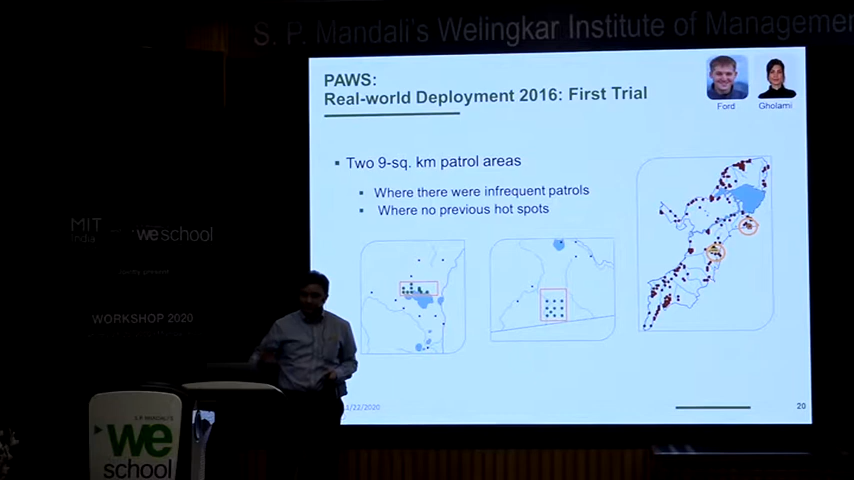 S. P. Mandali's Welingkar Institute of Management
PAWS:
Real-world Deployment 2016: First Trial
Ford
Gholami
▪ Two 9-sq. km patrol areas
▪ Where there were infrequent patrols
▪ Where no previous hot spots
MIT
India
we school
WORKSHOP 2020
1/22/2020
20
we
school